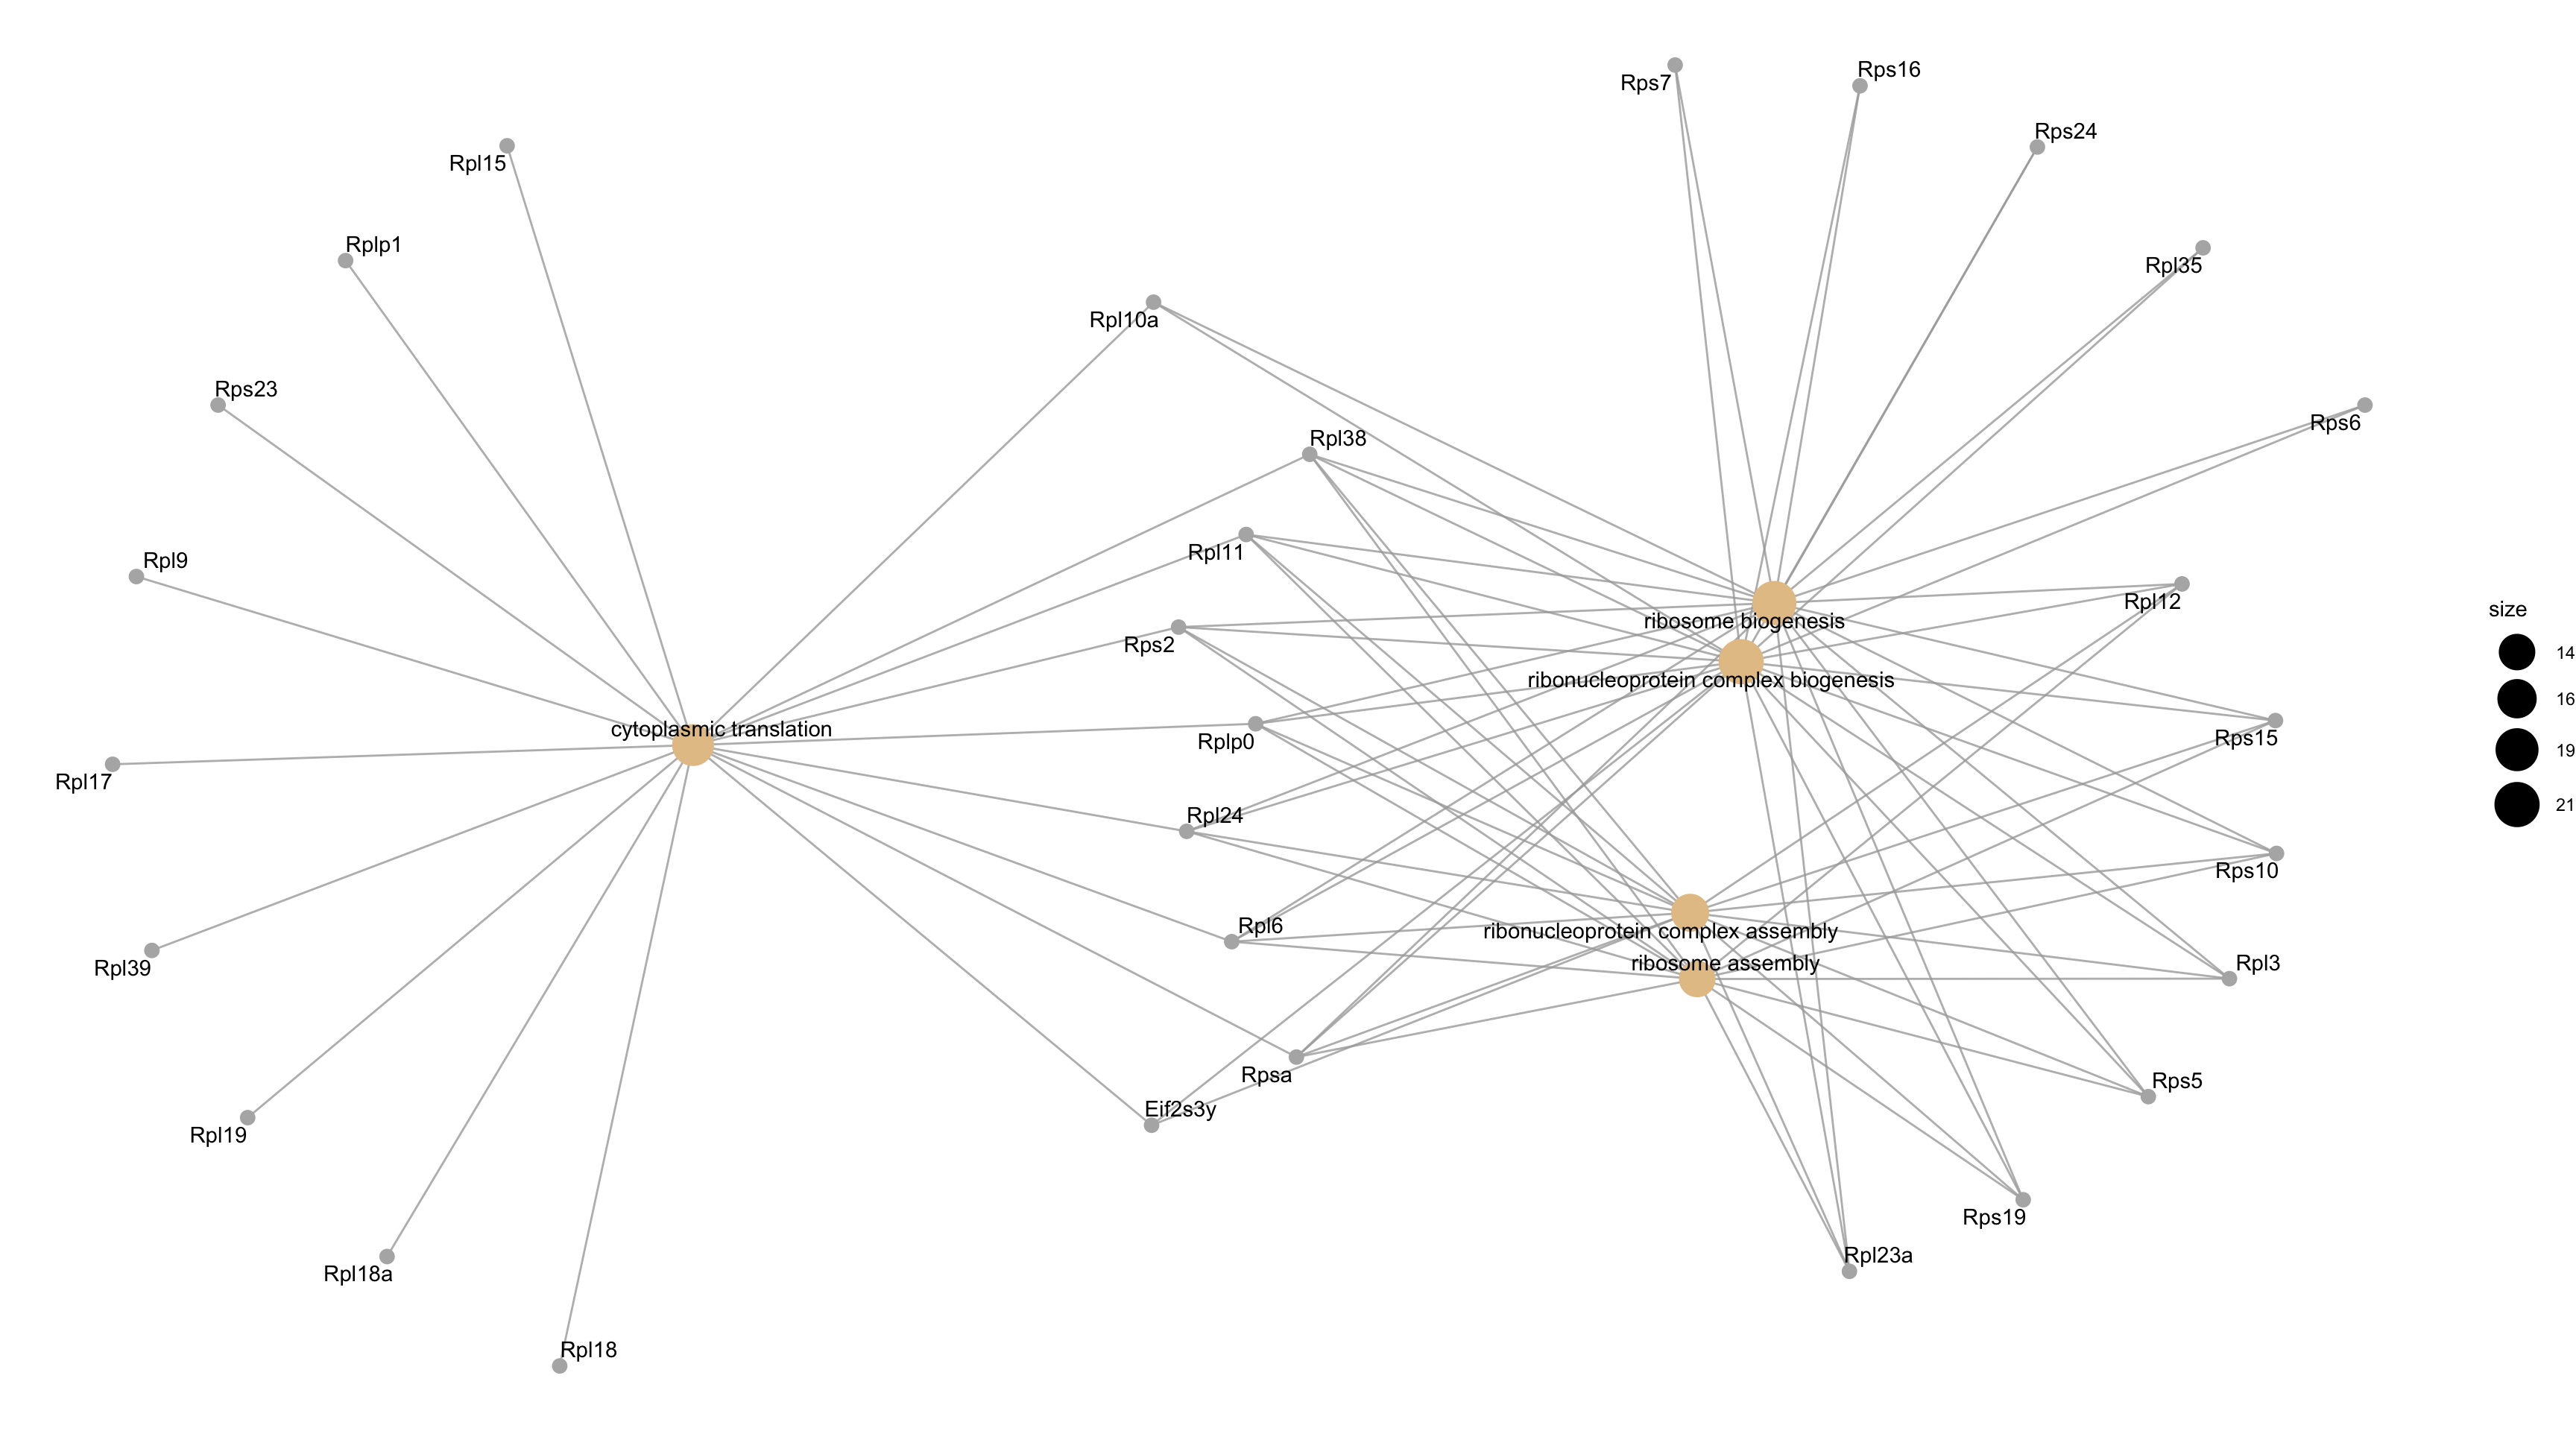 Rps7
Rps16
Rps24
Rpl15
Rplp1
Rpl35
Rpl10a
Rps23
Rps6
Rpl38
Rpl11
Rpl9
Rpl12
size
ribosome biogenesis
Rps2
14
ribonucleoprotein complex biogenesis
16
cytoplasmic translation
Rplp0
Rps15
19
Rpl17
21
Rpl24
Rps10
Rpl6
ribonucleoprotein complex assembly
ribosome assembly
Rpl3
Rpl39
Rpsa
Rps5
Eif2s3y
Rpl19
Rps19
Rpl23a
Rpl18a
Rpl18